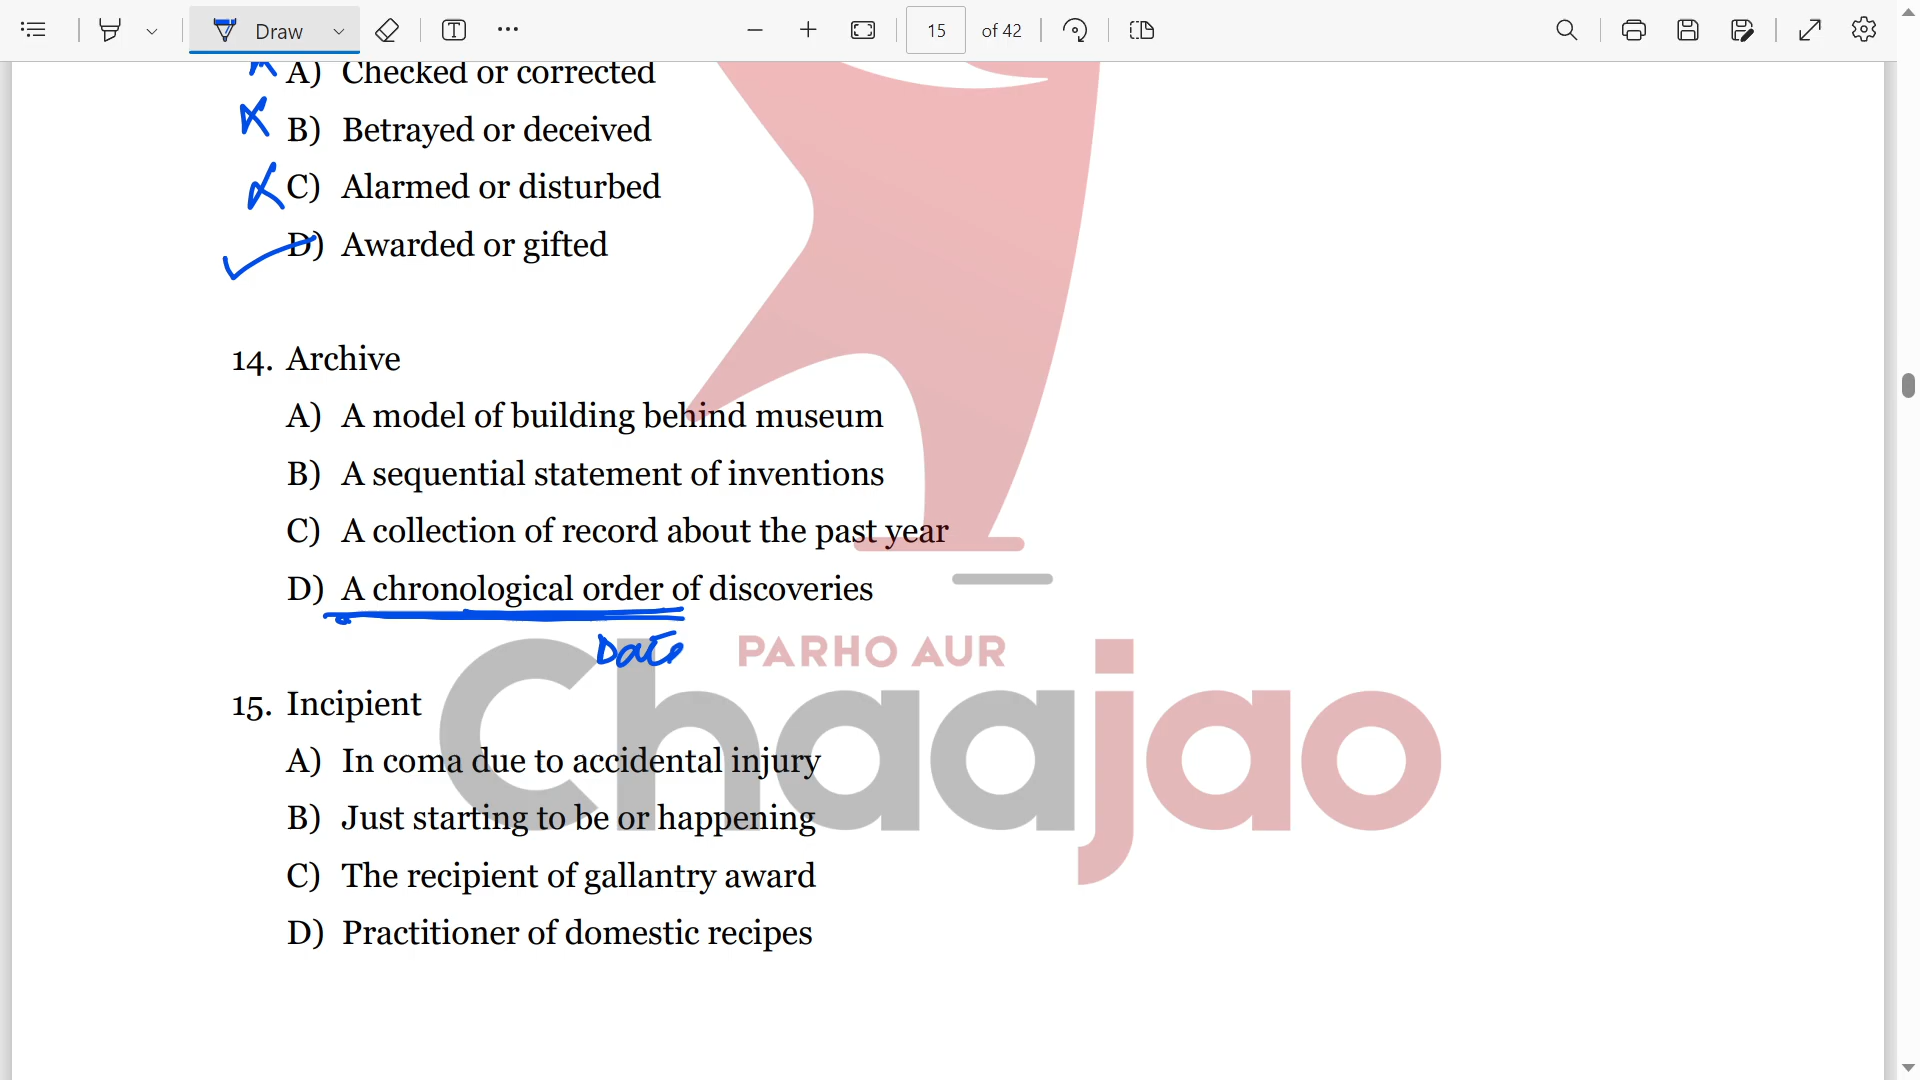 Draw
15 of 42
A) Checked or corrected
B) Betrayed or deceived
C) Alarmed or disturbed
D) Awarded or gifted
14. Archive
A) A model of building behind museum
B) A sequential statement of inventions
C) A collection of record about the past year
D) A chronological order of discoveries
Date
PARHO AUR
Chaajao
15. Incipient
A) In coma due to accidental injury
B) Just starting to be or happening
C) The recipient of gallantry award
D) Practitioner of domestic recipes